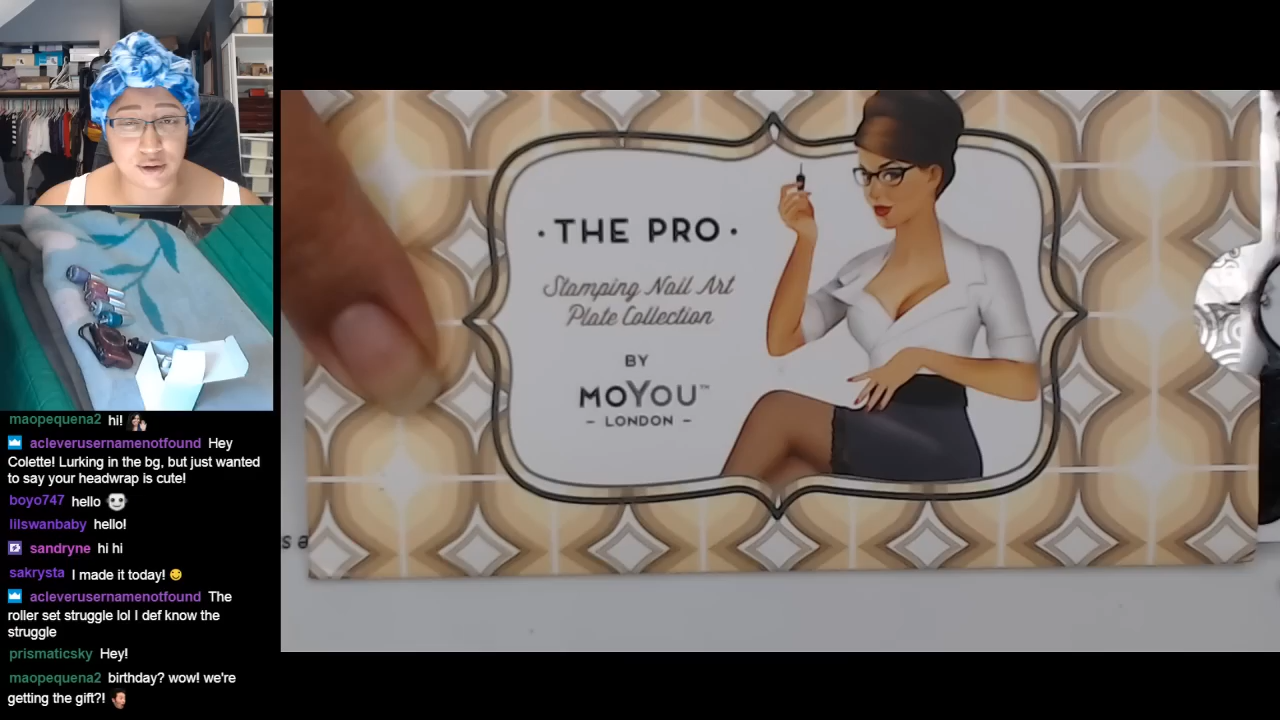 maopequena2 hi!
acleverusernamenotfound Hey
Colette! Lurking in the bg, but just wanted
to say your headwrap is cute!
boyo747 hello
lilswanbaby hello!
sandryne hi hi
sakrysta I made it today!
acleverusernamenotfound The
roller set struggle lol I def know the
struggle
prismaticsky Hey!
maopequena2 birthday? wow! we're
getting the gift?!
· THE PRO ·
Stamping Nail Art
Plate Collection
BY
MOYOU™
– LONDON –